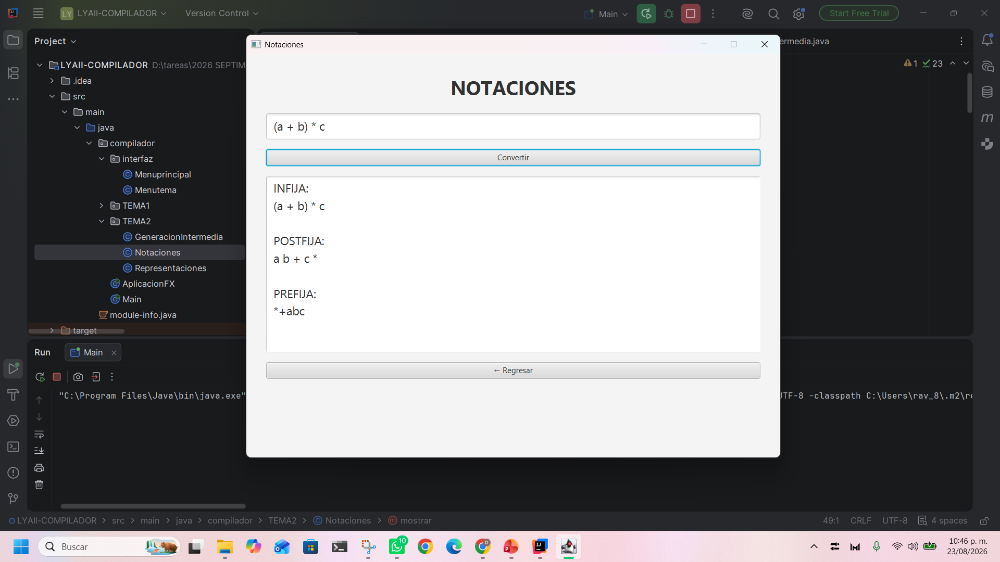 LY LYAII-COMPILADOR Version Control Main Start Free Trial
Project
LYAII-COMPILADOR D:\tareas\2026 SEPTIM
.idea
src
main
java
compilador
interfaz
Menuprincipal
Menutema
TEMA1
TEMA2
GeneracionIntermedia
Notaciones
Representaciones
AplicacionFX
Main
module-info.java
target
ermedia.java
1 23
Notaciones
NOTACIONES
(a + b) * c
Convertir
INFIJA:
(a + b) * c
POSTFIJA:
a b + c *
PREFIJA:
*+abc
← Regresar
Run Main
"C:\Program Files\Java\bin\java.exe" UTF-8 -classpath C:\Users\rav_8\.m2\re
LYAII-COMPILADOR > src > main > java > compilador > TEMA2 > Notaciones > mostrar
49:1 CRLF UTF-8 4 spaces
Buscar
10
10:46 p. m.
23/08/2026